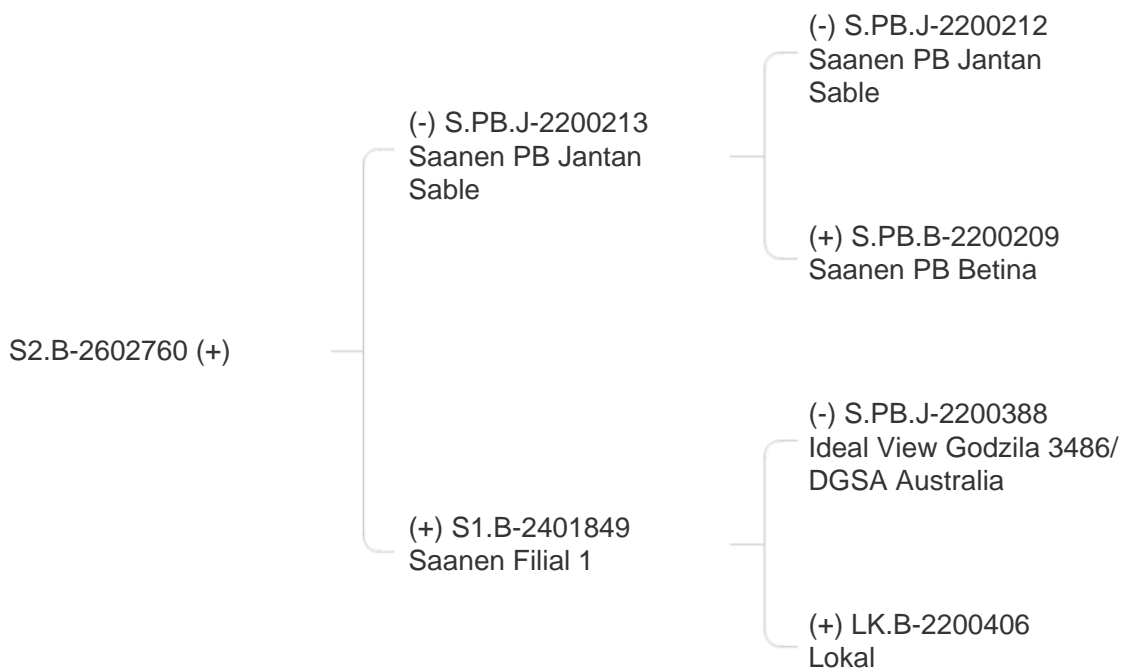 (-) S.PB.J-2200212
Saanen PB Jantan
Sable
(-) S.PB.J-2200213
Saanen PB Jantan
Sable
(+) S.PB.B-2200209
Saanen PB Betina
S2.B-2602760 (+)
(-) S.PB.J-2200388
Ideal View Godzila 3486/
DGSA Australia
(+) S1.B-2401849
Saanen Filial 1
(+) LK.B-2200406
Lokal